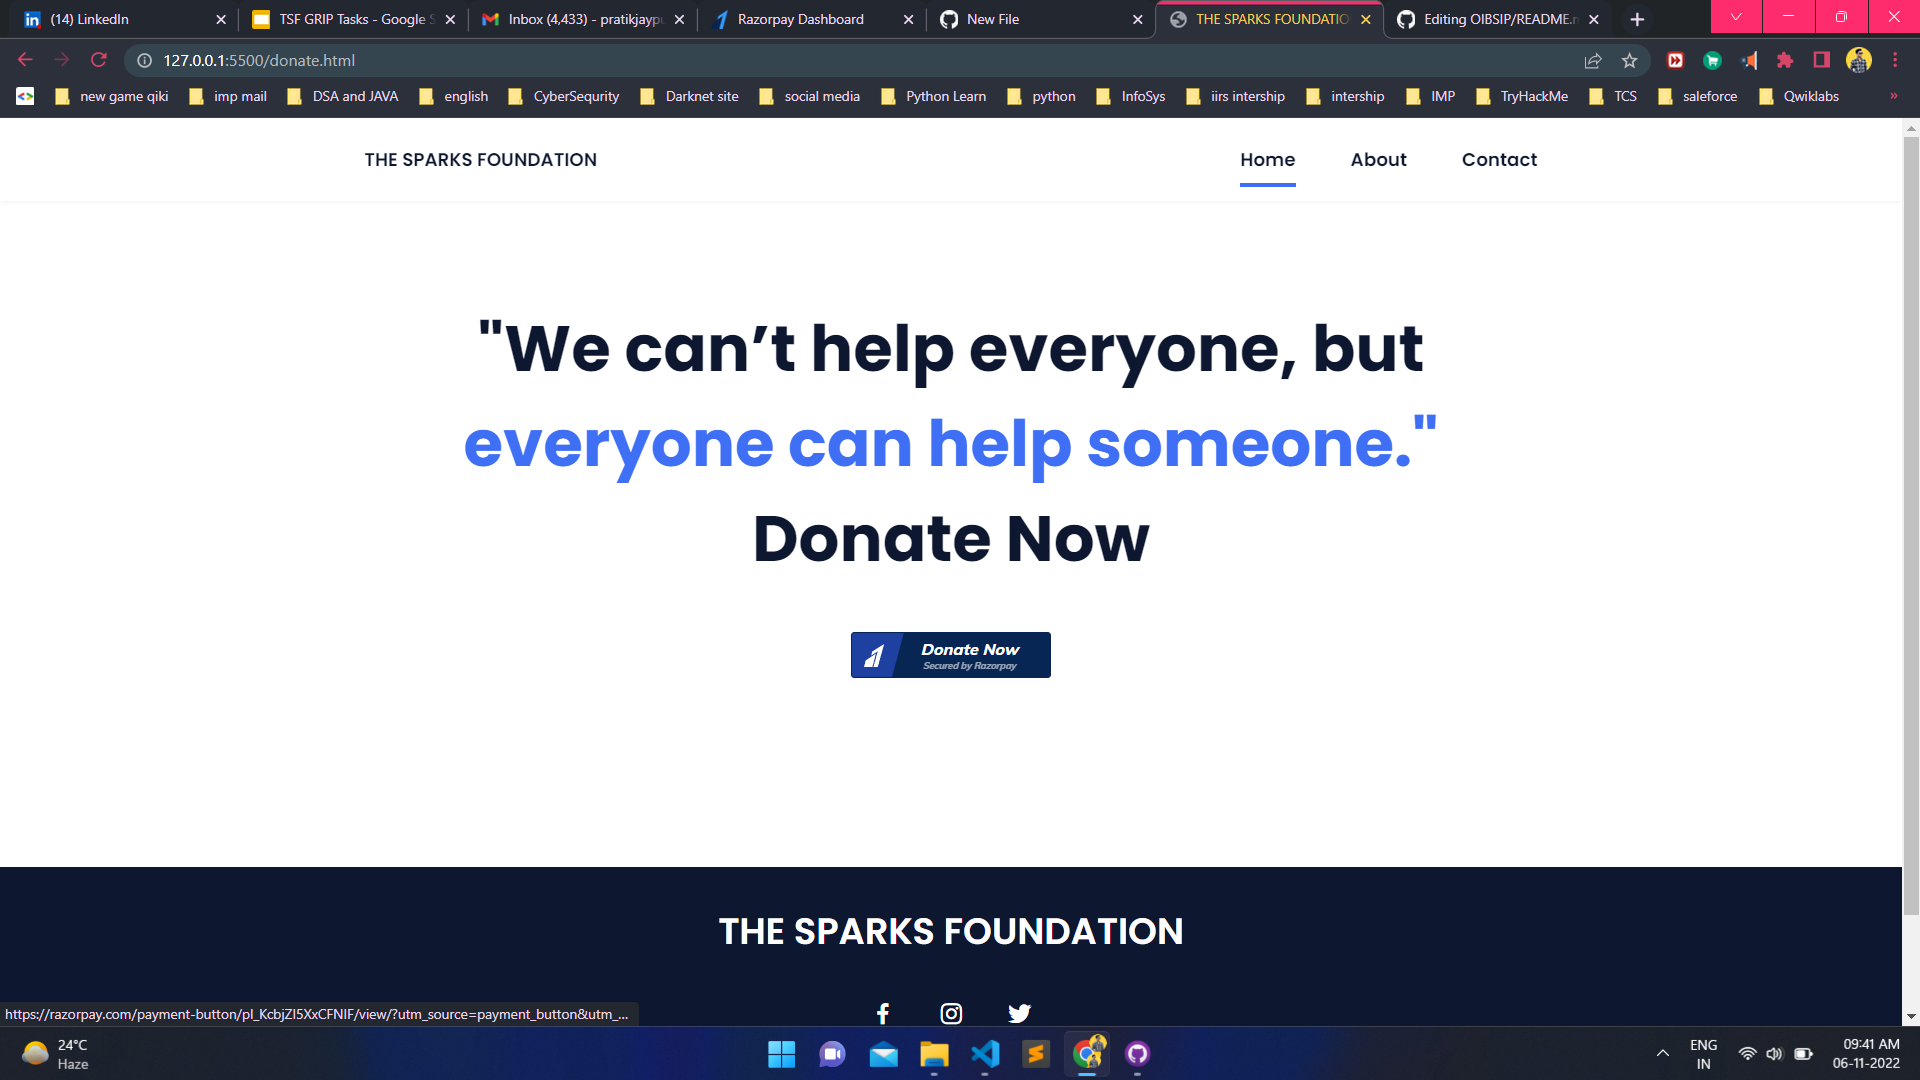 (14) LinkedIn
TSF GRIP Tasks - Google S
Inbox (4,433) - pratikjaypu
Razorpay Dashboard
New File
THE SPARKS FOUNDATIO
Editing OIBSIP/README.m
127.0.0.1:5500/donate.html
new game qiki
imp mail
DSA and JAVA
english
CyberSequrity
Darknet site
social media
Python Learn
python
InfoSys
iirs intership
intership
IMP
TryHackMe
TCS
saleforce
Qwiklabs
»
THE SPARKS FOUNDATION
Home
About
Contact
"We can’t help everyone, but
everyone can help someone."
Donate Now
Donate Now
Secured by Razorpay
THE SPARKS FOUNDATION
https://razorpay.com/payment-button/pl_KcbjZI5XxCFNIF/view/?utm_source=payment_button&utm_...
24°C
Haze
ENG
IN
09:41 AM
06-11-2022